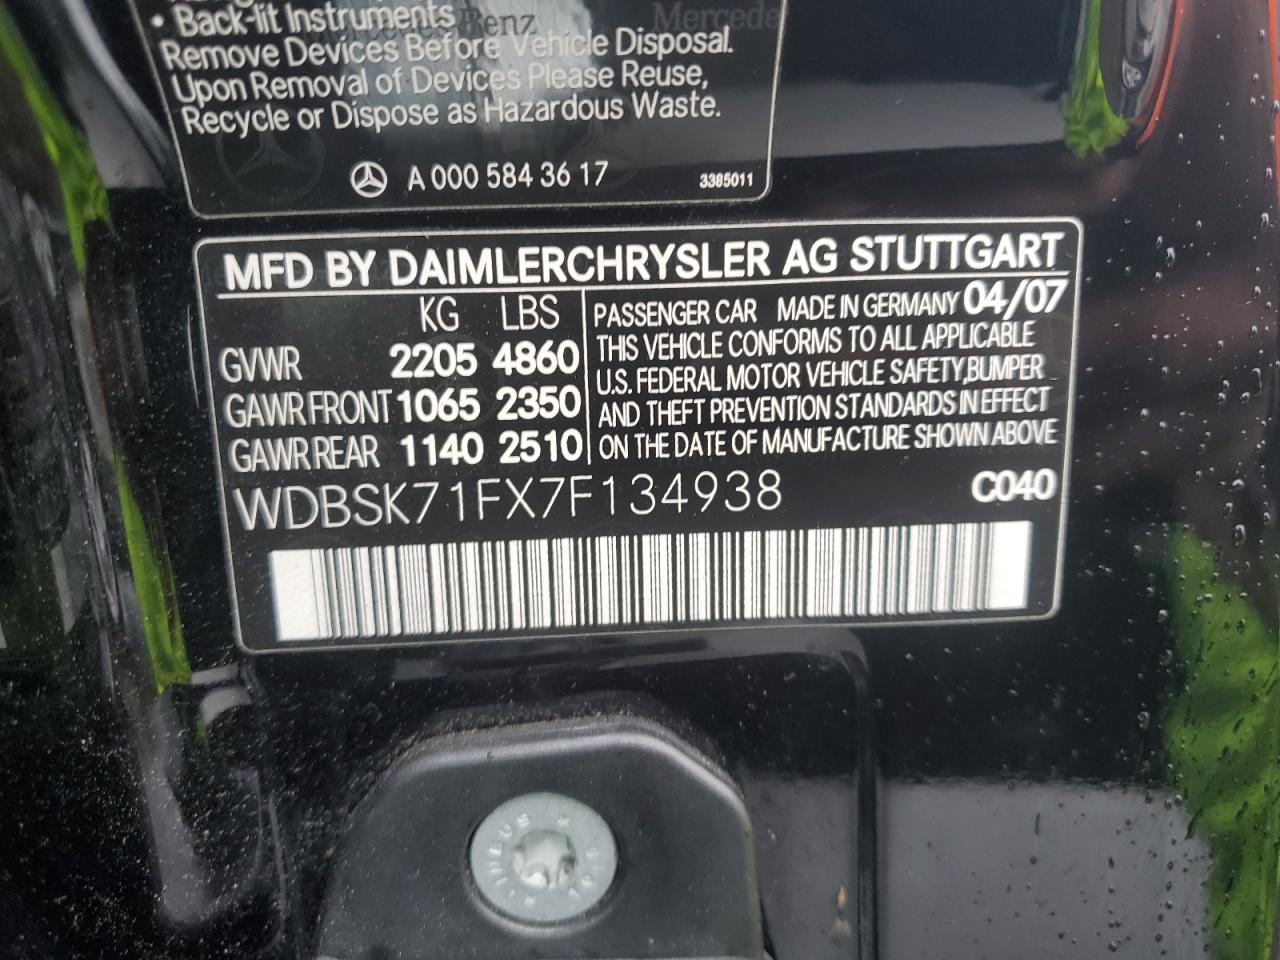 • Back-lit Instruments
Remove Devices Before Vehicle Disposal.
Upon Removal of Devices Please Reuse,
Recycle or Dispose as Hazardous Waste.
A 000 584 36 17 3385011
MFD BY DAIMLERCHRYSLER AG STUTTGART
KG LBS
GVWR 2205 4860
GAWR FRONT 1065 2350
GAWR REAR 1140 2510
PASSENGER CAR MADE IN GERMANY 04/07
THIS VEHICLE CONFORMS TO ALL APPLICABLE
U.S. FEDERAL MOTOR VEHICLE SAFETY,BUMPER
AND THEFT PREVENTION STANDARDS IN EFFECT
ON THE DATE OF MANUFACTURE SHOWN ABOVE
WDBSK71FX7F134938 C040